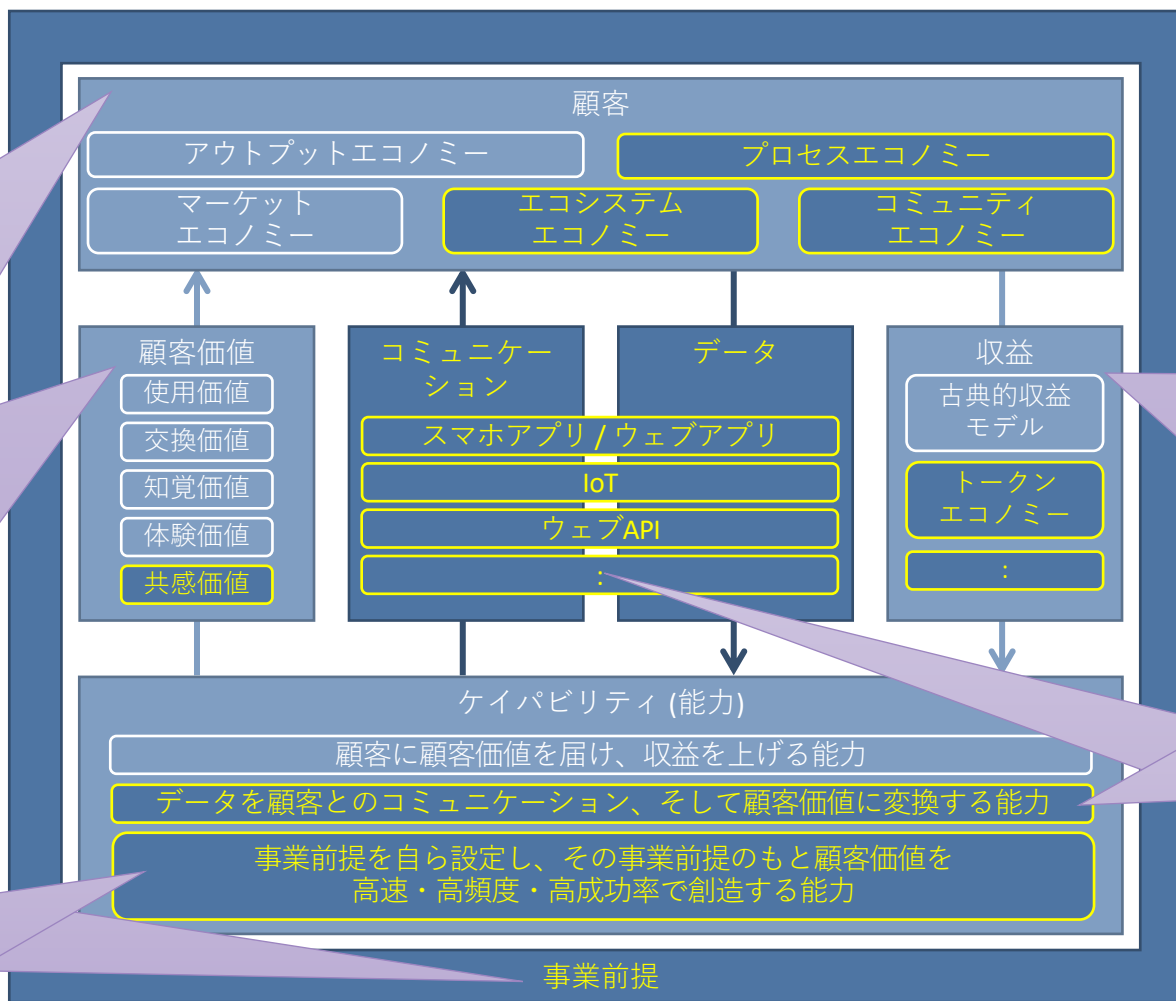 顧客
アウトプットエコノミー
プロセスエコノミー
マーケット
エコノミー
エコシステム
エコノミー
コミュニティ
エコノミー
顧客価値
使用価値
交換価値
知覚価値
体験価値
共感価値
コミュニケー
ション
データ
スマホアプリ / ウェブアプリ
IoT
ウェブAPI
:
収益
古典的収益
モデル
トークン
エコノミー
:
ケイパビリティ (能力)
顧客に顧客価値を届け、収益を上げる能力
データを顧客とのコミュニケーション、そして顧客価値に変換する能力
事業前提を自ら設定し、その事業前提のもと顧客価値を
高速・高頻度・高成功率で創造する能力
事業前提